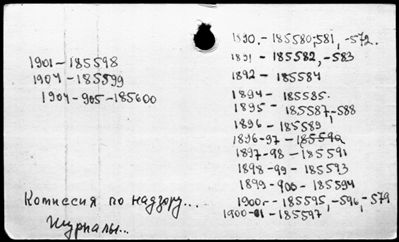 1901 – 185598
1904 – 185599
1904 – 905 – 185600
Комиссия по надзору...
Журналы...
1890. – 185580; 581, -572.
1891 – 185582, -583
1892 – 185584
1894 – 185585.
1895 – 185587, -588
1896 – 185589
1896-97 – 185590
1897-98 – 185591
1898-99 – 185593
1899-900 – 185594
1900г – 185595, -596, -579
1900-01 – 185597